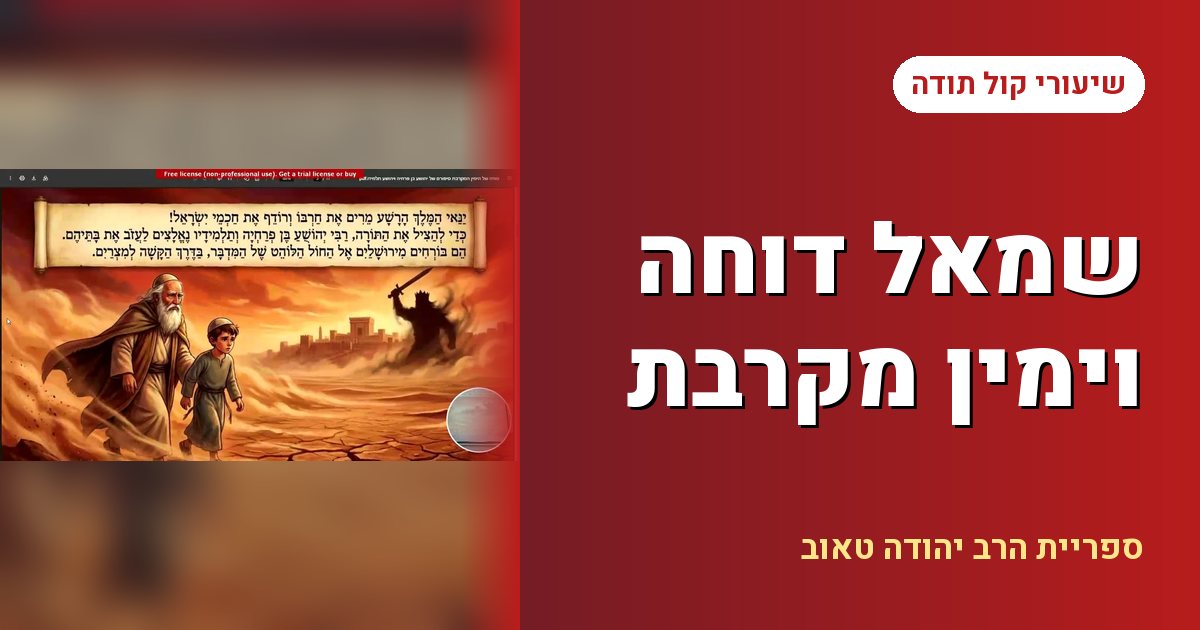 שיעורי קול תודה
שמאל דוחה
וימין מקרבת
ספריית הרב יהודה טאוב
Free license (non-professional use). Get a trial license or buy
יַנַּאי הַמֶּלֶךְ הָרָשָׁע מֵרִים אֶת חַרְבּוֹ וְרוֹדֵף אֶת חַכְמֵי יִשְׂרָאֵל!
כְּדֵי לְהַצִּיל אֶת הַתּוֹרָה, רַבִּי יְהוֹשֻׁעַ בֶּן פְּרַחְיָה וְתַלְמִידָיו נֶאֱלָצִים לַעֲזֹב אֶת בָּתֵּיהֶם.
הֵם בּוֹרְחִים מִירוּשָׁלַיִם אֶל הַחוֹל הַלּוֹהֵט שֶׁל הַמִּדְבָּר, בַּדֶּרֶךְ הַקָּשָׁה לְמִצְרַיִם.